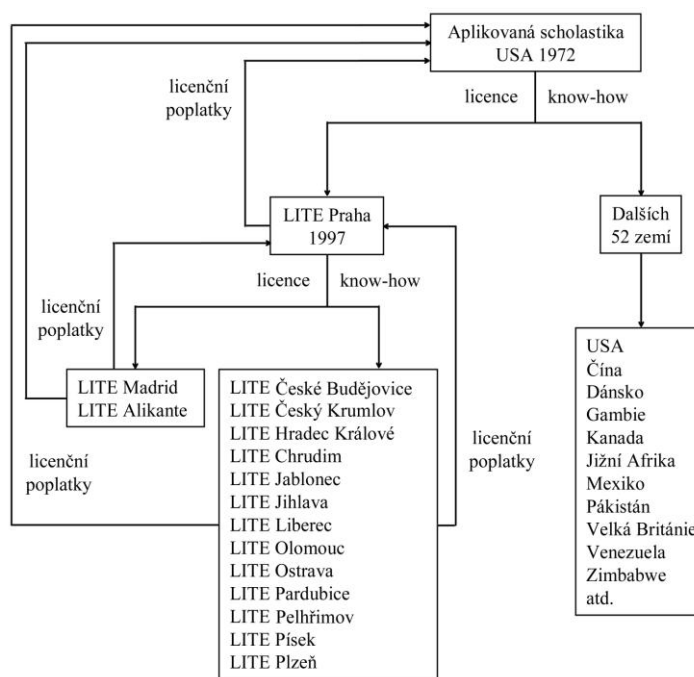 Aplikovaná scholastika
USA 1972
licenční
poplatky
licence
know-how
LITE Praha
1997
Dalších
52 zemí
licence
know-how
licenční
poplatky
LITE Madrid
LITE Alikante
licenční
poplatky
LITE České Budějovice
LITE Český Krumlov
LITE Hradec Králové
LITE Chrudim
LITE Jablonec
LITE Jihlava
LITE Liberec
LITE Olomouc
LITE Ostrava
LITE Pardubice
LITE Pelhřimov
LITE Písek
LITE Plzeň
licenční
poplatky
USA
Čína
Dánsko
Gambie
Kanada
Jižní Afrika
Mexiko
Pákistán
Velká Británie
Venezuela
Zimbabwe
atd.